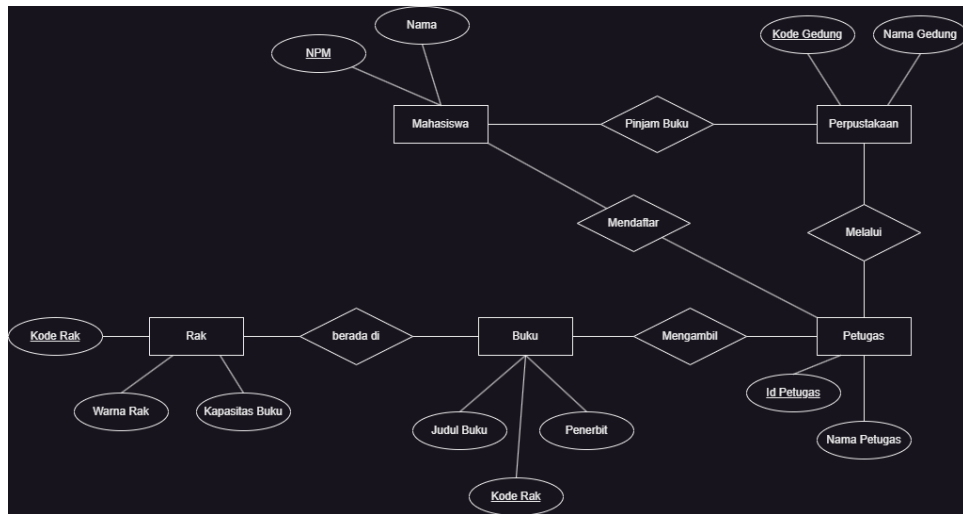 Nama
Kode Gedung
Nama Gedung
NPM
Mahasiswa
Pinjam Buku
Perpustakaan
Mendaftar
Melalui
Kode Rak
Rak
berada di
Buku
Mengambil
Petugas
Id Petugas
Warna Rak
Kapasitas Buku
Judul Buku
Penerbit
Nama Petugas
Kode Rak